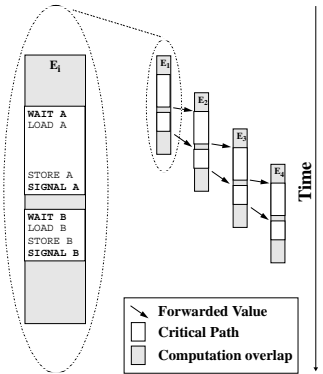 E1
Ei
E2
WAIT A
LOAD A
E3
STORE A
SIGNAL A
E4
Time
WAIT B
LOAD B
STORE B
SIGNAL B
Forwarded Value
Critical Path
Computation overlap